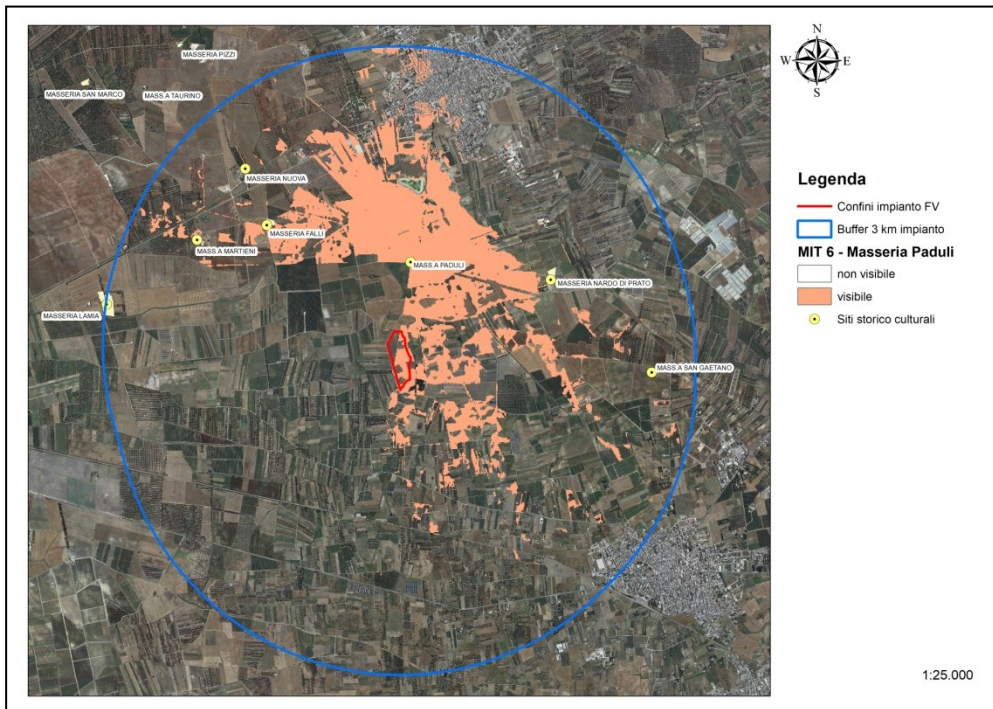 MASSERIA PIZZI
MASSERIA SAN MARCO
MASS.A TAURINO
MASSERIA NUOVA
MASSERIA FALLI
MASS.A MARTIENI
MASS.A PADULI
MASSERIA NARDO DI PRATO
MASSERIA LAMIA
MASS.A SAN GAETANO
N
W
E
S
Legenda
Confini impianto FV
Buffer 3 km impianto
MIT 6 - Masseria Paduli
non visibile
visibile
Siti storico culturali
1:25.000